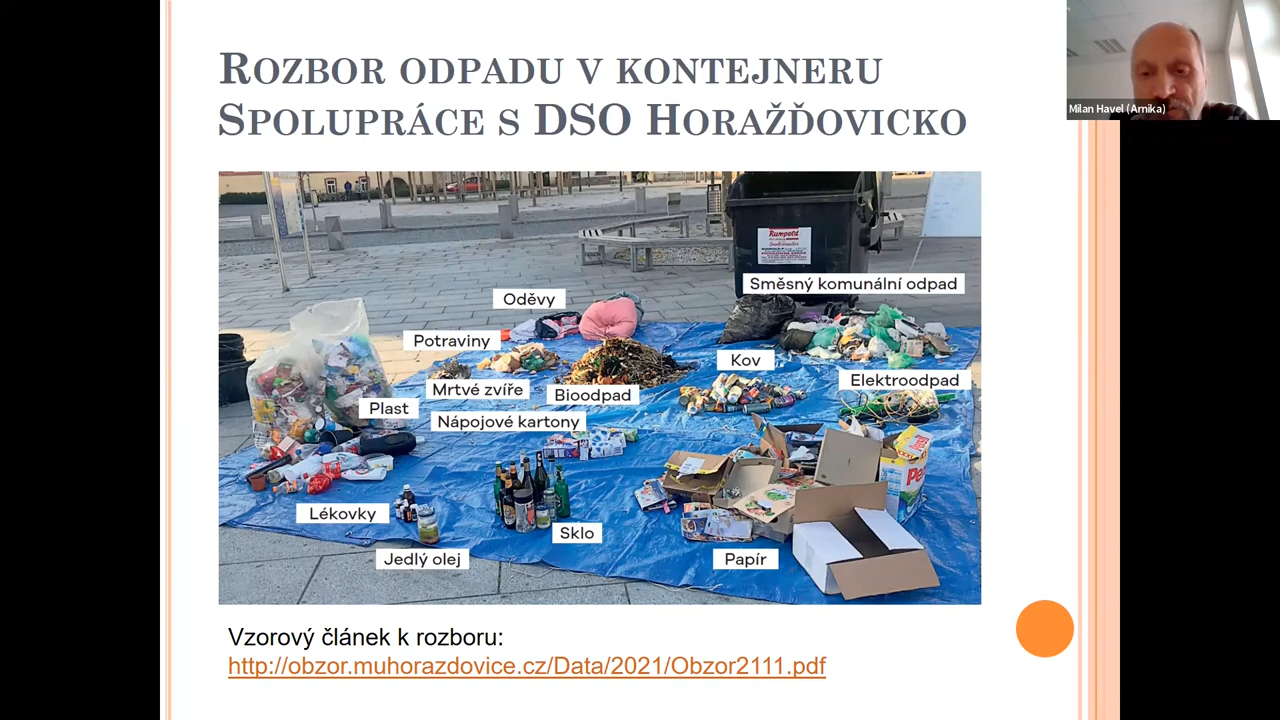 Rozbor odpadu v kontejneru
Spolupráce s DSO Horažďovicko
Milan Havel (Arnika)
Rumpold
Směsný komunální odpad
Oděvy
Potraviny
Kov
Mrtvé zvíře
Bioodpad
Elektroodpad
Plast
Nápojové kartony
Lékovky
Sklo
Jedlý olej
Papír
Vzorový článek k rozboru:
http://obzor.muhorazdovice.cz/Data/2021/Obzor2111.pdf